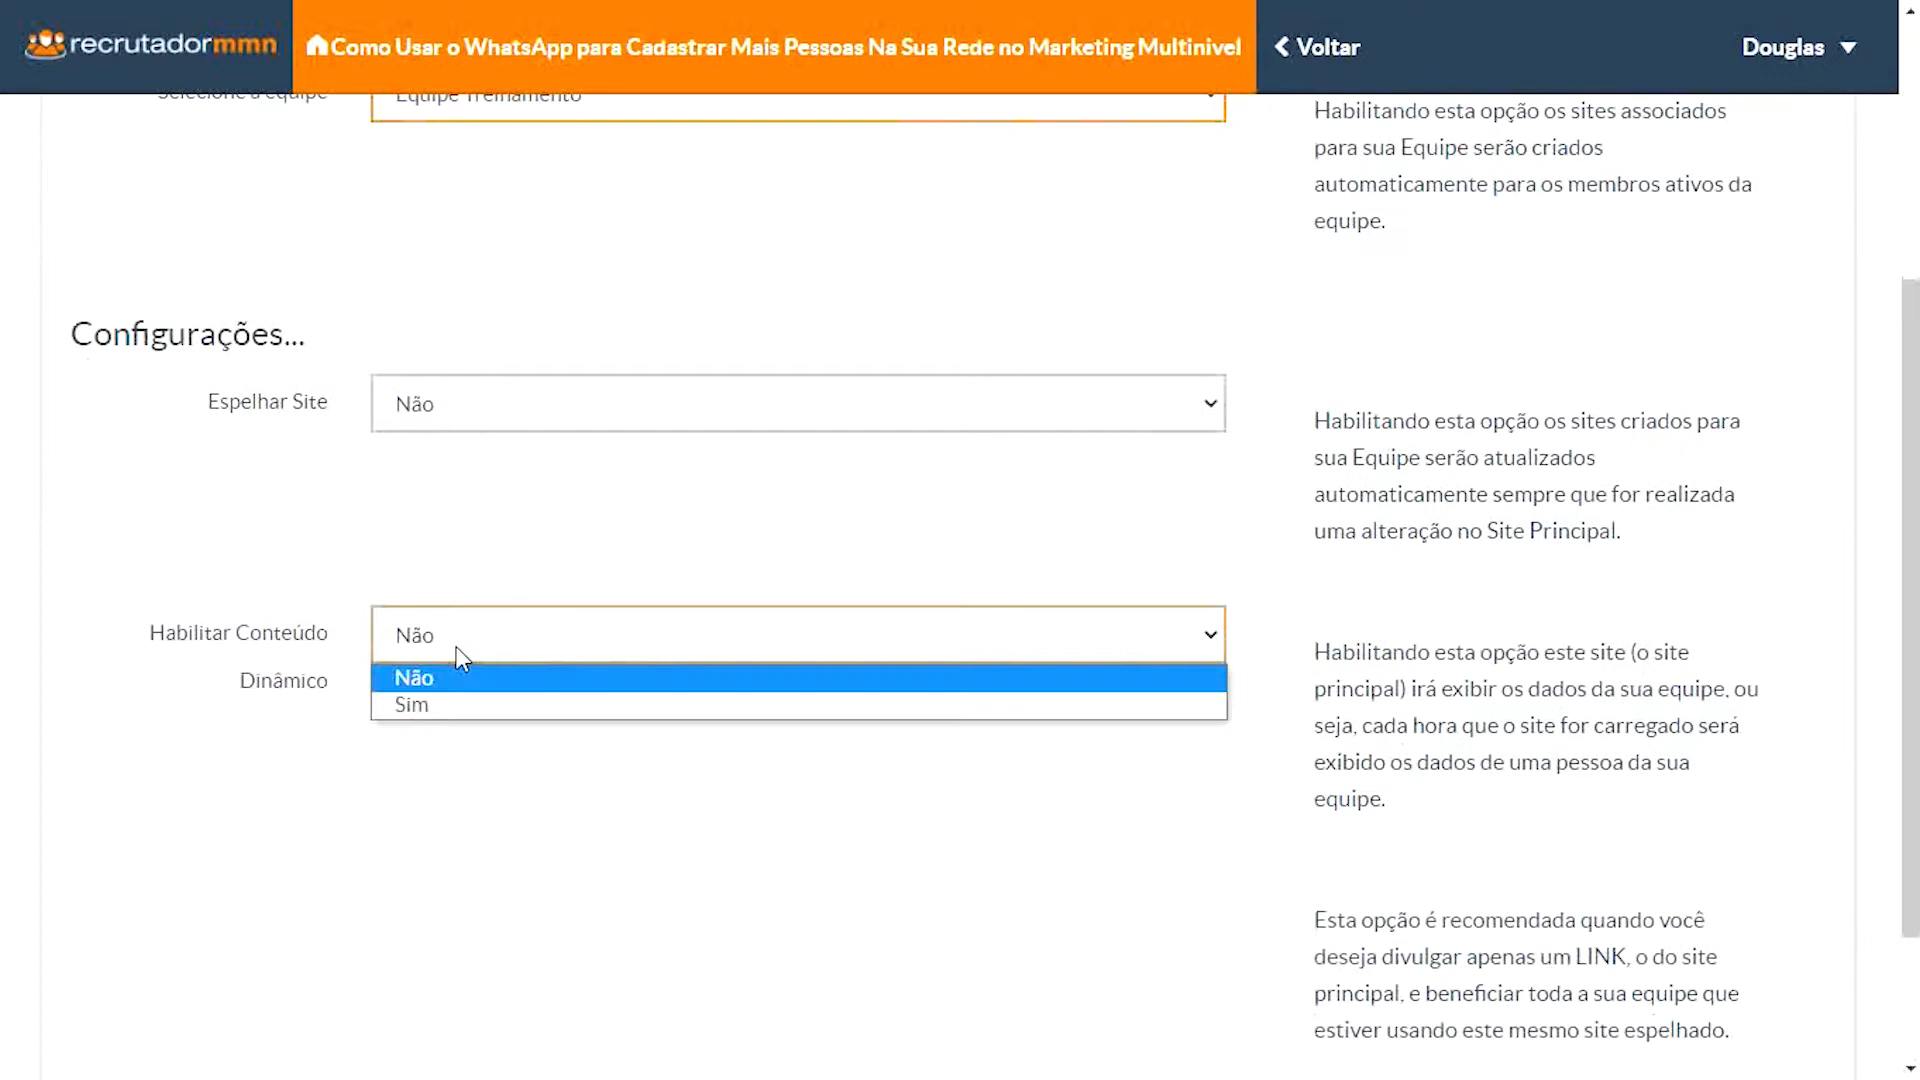 recrutadormmn
Como Usar o WhatsApp para Cadastrar Mais Pessoas Na Sua Rede no Marketing Multinivel
Voltar
Douglas
Selecione a equipe
Equipe Treinamento
Habilitando esta opção os sites associados
para sua Equipe serão criados
automaticamente para os membros ativos da
equipe.
Configurações...
Espelhar Site
Não
Habilitando esta opção os sites criados para
sua Equipe serão atualizados
automaticamente sempre que for realizada
uma alteração no Site Principal.
Habilitar Conteúdo
Dinâmico
Não
Não
Sim
Habilitando esta opção este site (o site
principal) irá exibir os dados da sua equipe, ou
seja, cada hora que o site for carregado será
exibido os dados de uma pessoa da sua
equipe.
Esta opção é recomendada quando você
deseja divulgar apenas um LINK, o do site
principal, e beneficiar toda a sua equipe que
estiver usando este mesmo site espelhado.